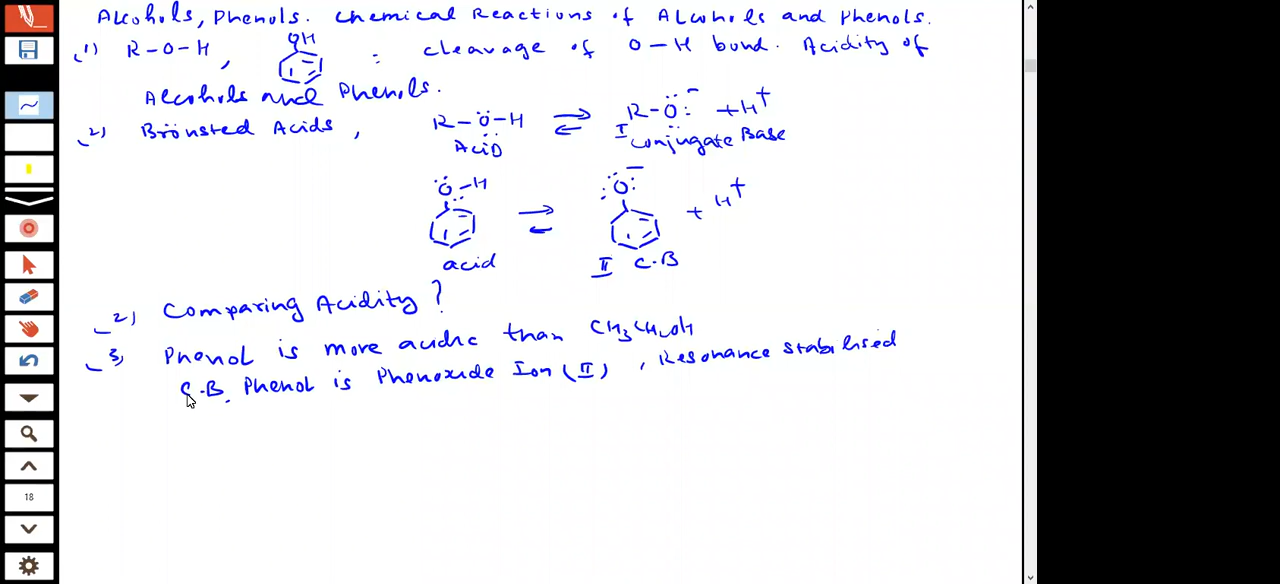 Alcohols, Phenols. Chemical Reactions of Alcohols and Phenols.
1) R-O-H, OH : cleavage of O-H bond. Acidity of
Alcohols and Phenols.
2) Brönsted Acids, R-O-H ⇌ R-O:⁻ + H⁺
Acid I Conjugate Base
O-H ⇌ :O:⁻ + H⁺
acid II C.B
2) Comparing Acidity?
3) Phenol is more acidic than CH3CH2OH
C.B. Phenol is Phenoxide Ion (II), Resonance stabilised
18